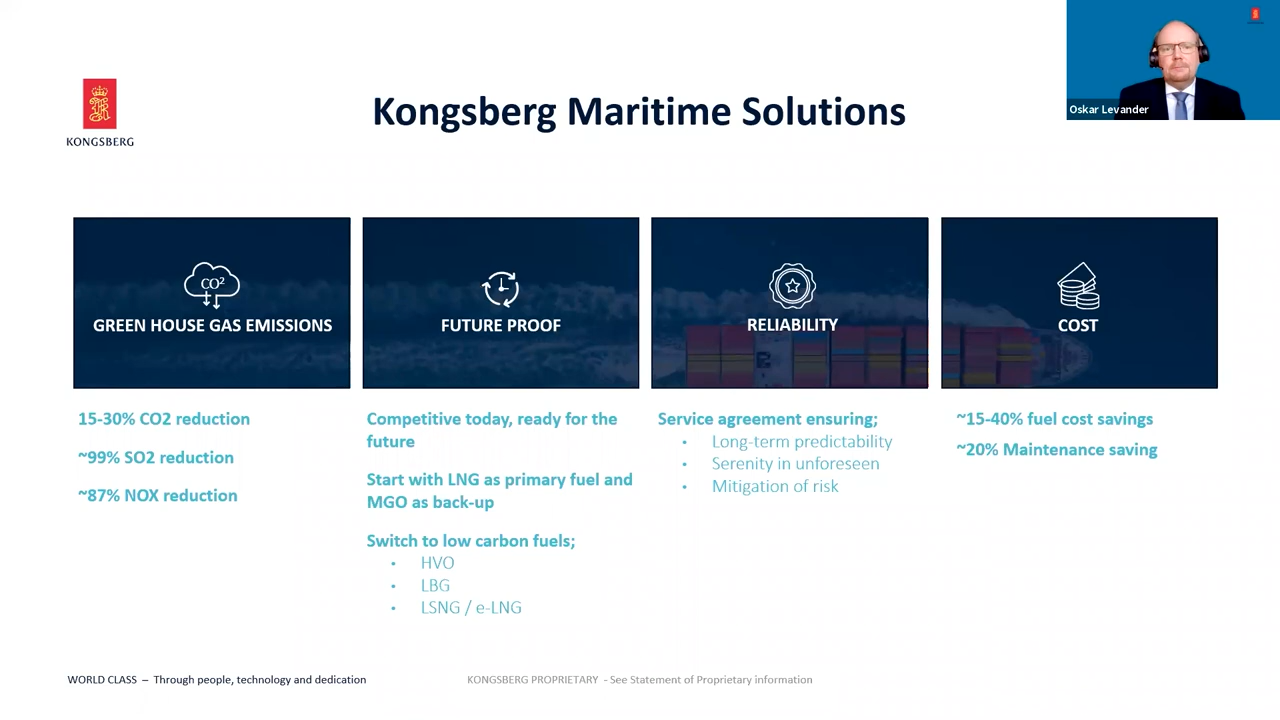 KONGSBERG
Kongsberg Maritime Solutions
Oskar Levander
CO²
GREEN HOUSE GAS EMISSIONS
15-30% CO2 reduction
~99% SO2 reduction
~87% NOX reduction
FUTURE PROOF
Competitive today, ready for the
future
Start with LNG as primary fuel and
MGO as back-up
Switch to low carbon fuels;
• HVO
• LBG
• LSNG / e-LNG
RELIABILITY
Service agreement ensuring;
• Long-term predictability
• Serenity in unforeseen
• Mitigation of risk
COST
~15-40% fuel cost savings
~20% Maintenance saving
WORLD CLASS – Through people, technology and dedication
KONGSBERG PROPRIETARY - See Statement of Proprietary information